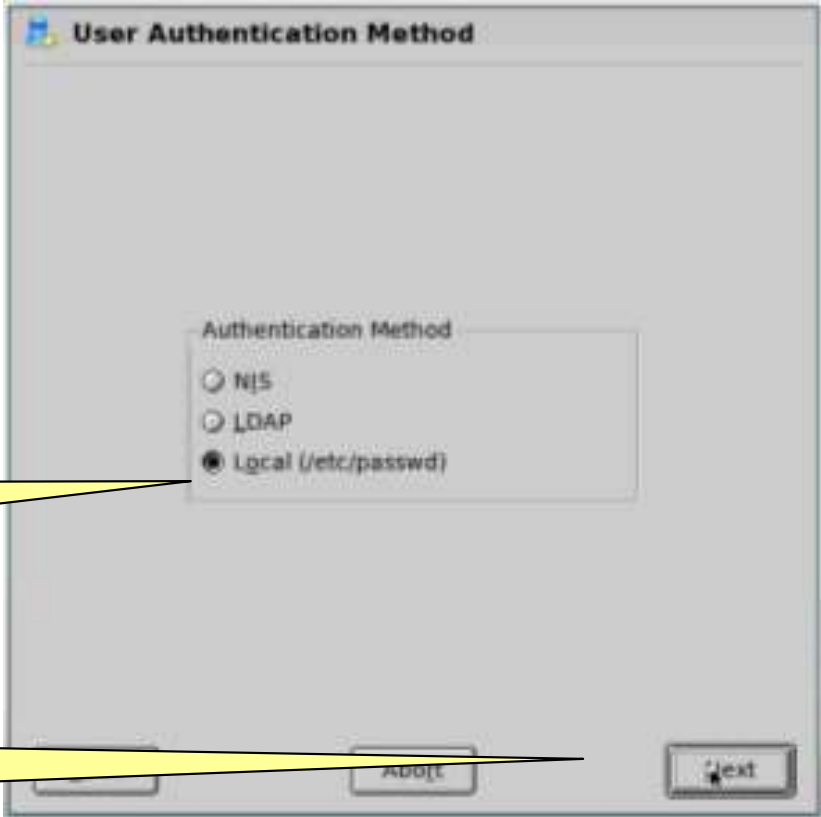 User Authentication Method
Authentication Method
NIS
LDAP
Local (/etc/passwd)
Abort
Next